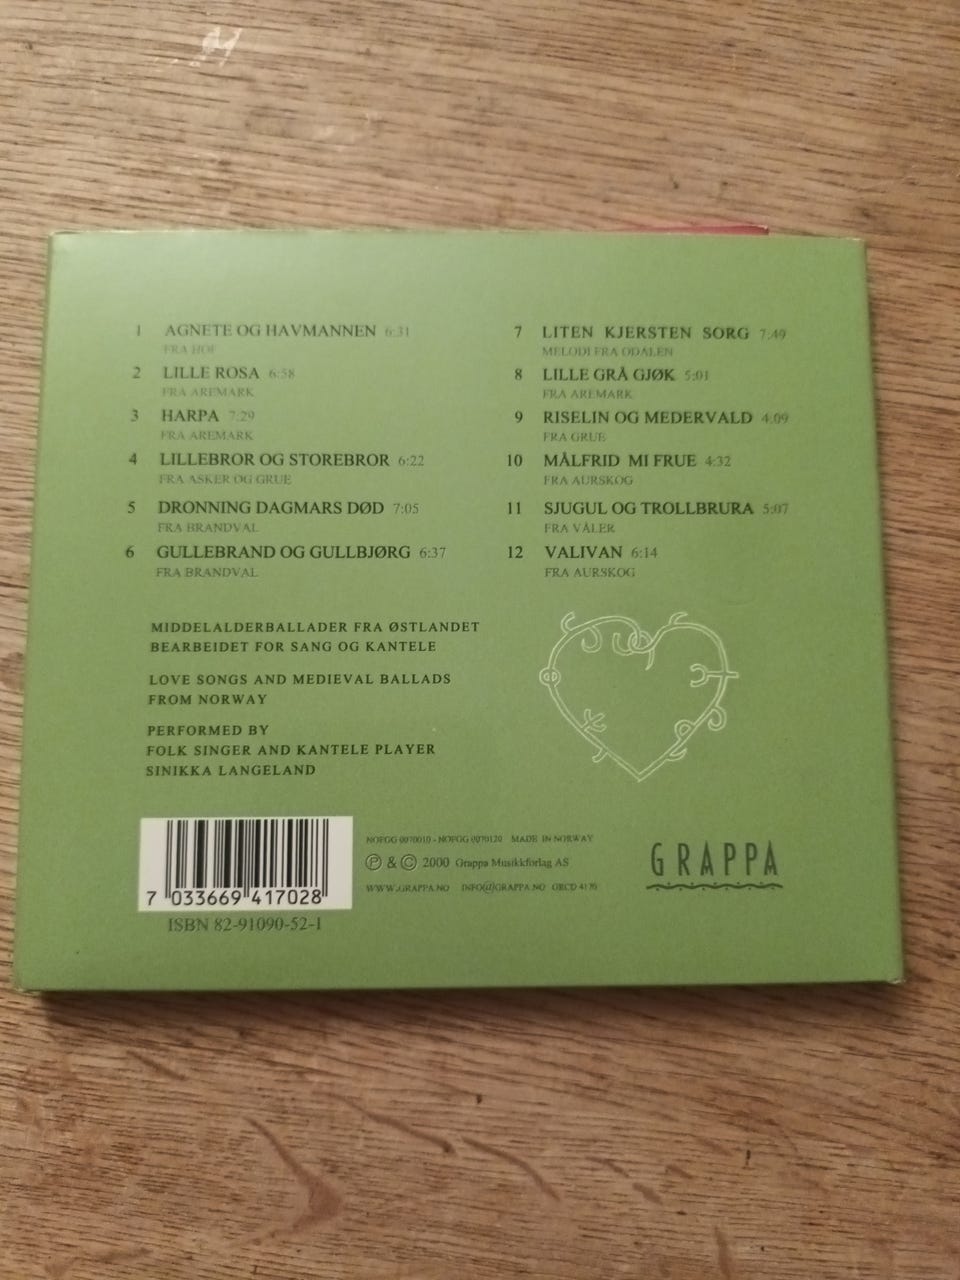 1 AGNETE OG HAVMANNEN 6:31
FRA HOF
2 LILLE ROSA 6:58
FRA AREMARK
3 HARPA 7.29
FRA AREMARK
4 LILLEBROR OG STOREBROR 6:22
FRA ASKER OG GRUE
5 DRONNING DAGMARS DØD 7:05
FRA BRANDVAL
6 GULLEBRAND OG GULLBJØRG 6:37
FRA BRANDVAL
7 LITEN KJERSTEN SORG 7:49
MELODI FRA ODALEN
8 LILLE GRÅ GJØK 5:01
FRA AREMARK
9 RISELIN OG MEDERVALD 4:09
FRA GRUE
10 MÅLFRID MI FRUE 4:32
FRA AURSKOG
11 SJUGUL OG TROLLBRURA 5:07
FRA VÅLER
12 VALIVAN 6:14
FRA AURSKOG
MIDDELALDERBALLADER FRA ØSTLANDET
BEARBEIDET FOR SANG OG KANTELE
LOVE SONGS AND MEDIEVAL BALLADS
FROM NORWAY
PERFORMED BY
FOLK SINGER AND KANTELE PLAYER
SINIKKA LANGELAND
7 033669 417028
ISBN 82-91090-52-1
NOFGG 0070010 - NOFGG 0070120 MADE IN NORWAY
Ⓟ & © 2000 Grappa Musikkforlag AS
WWW.GRAPPA.NO INFO@GRAPPA.NO GRCD 4170
GRAPPA